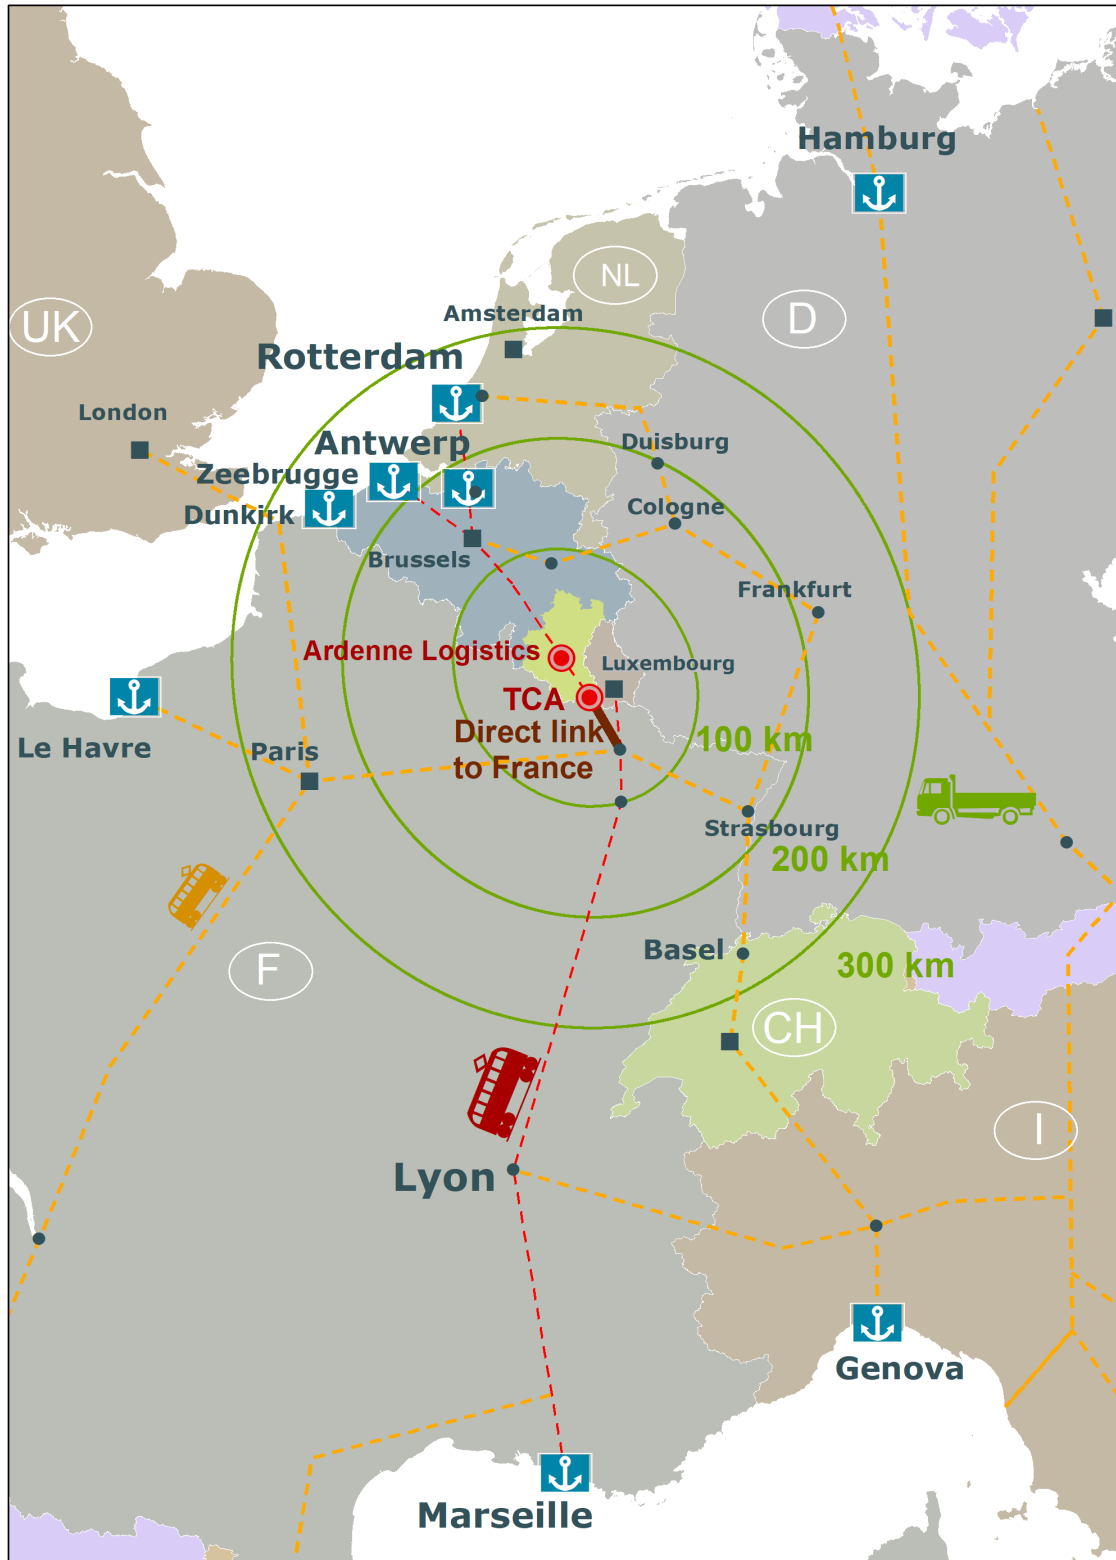 Hamburg
NL
UK
D
Amsterdam
Rotterdam
London
Antwerp
Duisburg
Zeebrugge
Dunkirk
Cologne
Brussels
Frankfurt
Ardenne Logistics
Luxembourg
TCA
Direct link
to France
100 km
Le Havre
Paris
Strasbourg
200 km
Basel
300 km
F
CH
I
Lyon
Genova
Marseille